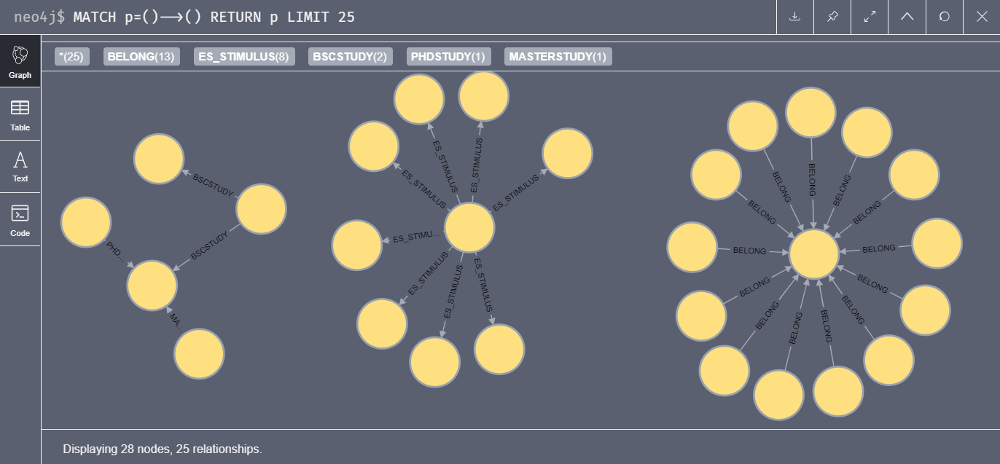 neo4j$ MATCH p=()⟶() RETURN p LIMIT 25
*(25) BELONG(13) ES_STIMULUS(8) BSCSTUDY(2) PHDSTUDY(1) MASTERSTUDY(1)
Graph
Table
Text
Code
BSCSTUDY
BSCSTUDY
PHD...
MA...
ES_STIMULUS
ES_STIMULUS
ES_STIMULUS
ES_STIMULUS
ES_STIMU...
ES_STIMULUS
ES_STIMULUS
ES_STIMULUS
BELONG
BELONG
BELONG
BELONG
BELONG
BELONG
BELONG
BELONG
BELONG
BELONG
BELONG
BELONG
BELONG
Displaying 28 nodes, 25 relationships.